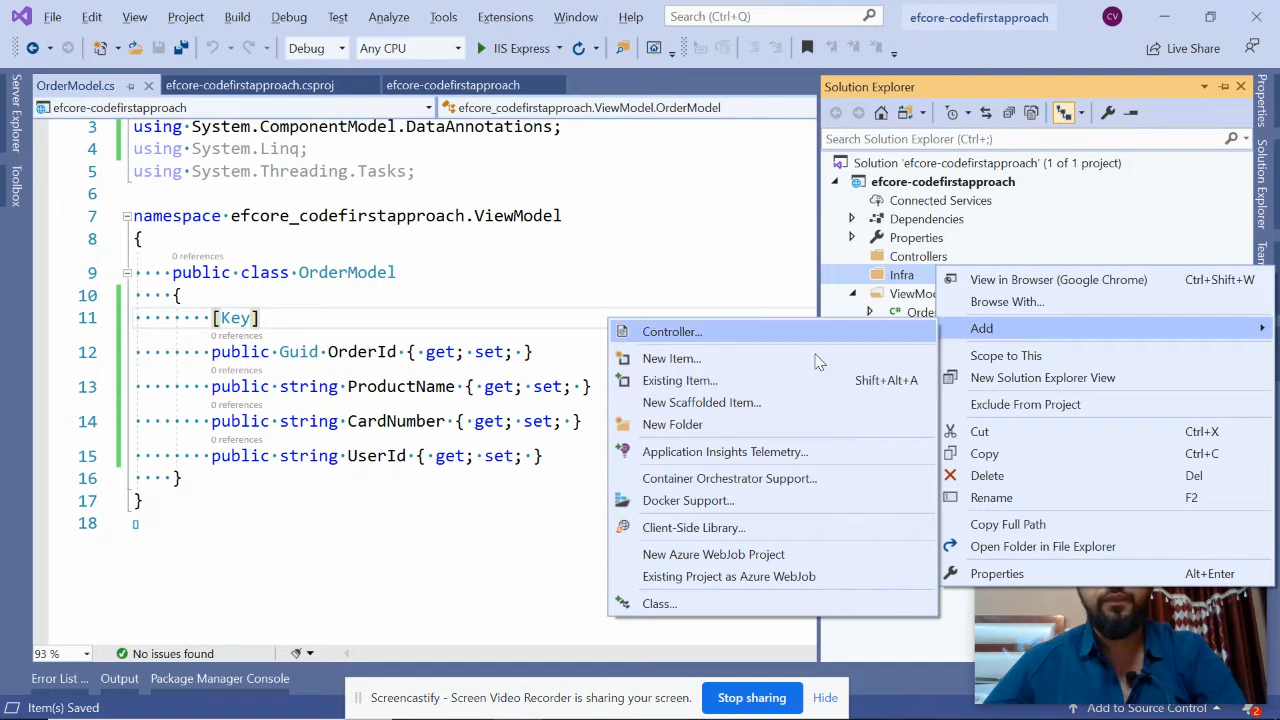 File Edit View Project Build Debug Test Analyze Tools Extensions Window Help Search (Ctrl+Q) efcore-codefirstapproach CV
Debug Any CPU IIS Express Live Share
OrderModel.cs efcore-codefirstapproach.csproj efcore-codefirstapproach
efcore-codefirstapproach efcore_codefirstapproach.ViewModel.OrderModel
Server Explorer
Toolbox
3 using System.ComponentModel.DataAnnotations;
4 using System.Linq;
5 using System.Threading.Tasks;
6
7 namespace efcore_codefirstapproach.ViewModel
8 {
0 references
9 public class OrderModel
10 {
11 [Key]
0 references
12 public Guid OrderId { get; set; }
0 references
13 public string ProductName { get; set; }
0 references
14 public string CardNumber { get; set; }
0 references
15 public string UserId { get; set; }
16 }
17 }
18
93 % No issues found
Solution Explorer
Search Solution Explorer (Ctrl+;)
Solution 'efcore-codefirstapproach' (1 of 1 project)
efcore-codefirstapproach
Connected Services
Dependencies
Properties
Controllers
Infra
ViewMo
C# Orde
Properties
Solution Explorer
Team
View in Browser (Google Chrome) Ctrl+Shift+W
Browse With...
Add
Scope to This
New Solution Explorer View
Exclude From Project
Cut Ctrl+X
Copy Ctrl+C
Delete Del
Rename F2
Copy Full Path
Open Folder in File Explorer
Properties Alt+Enter
Controller...
New Item...
Existing Item... Shift+Alt+A
New Scaffolded Item...
New Folder
Application Insights Telemetry...
Container Orchestrator Support...
Docker Support...
Client-Side Library...
New Azure WebJob Project
Existing Project as Azure WebJob
Class...
Error List ... Output Package Manager Console
Screencastify - Screen Video Recorder is sharing your screen. Stop sharing Hide
Item(s) Saved Add to Source Control 2